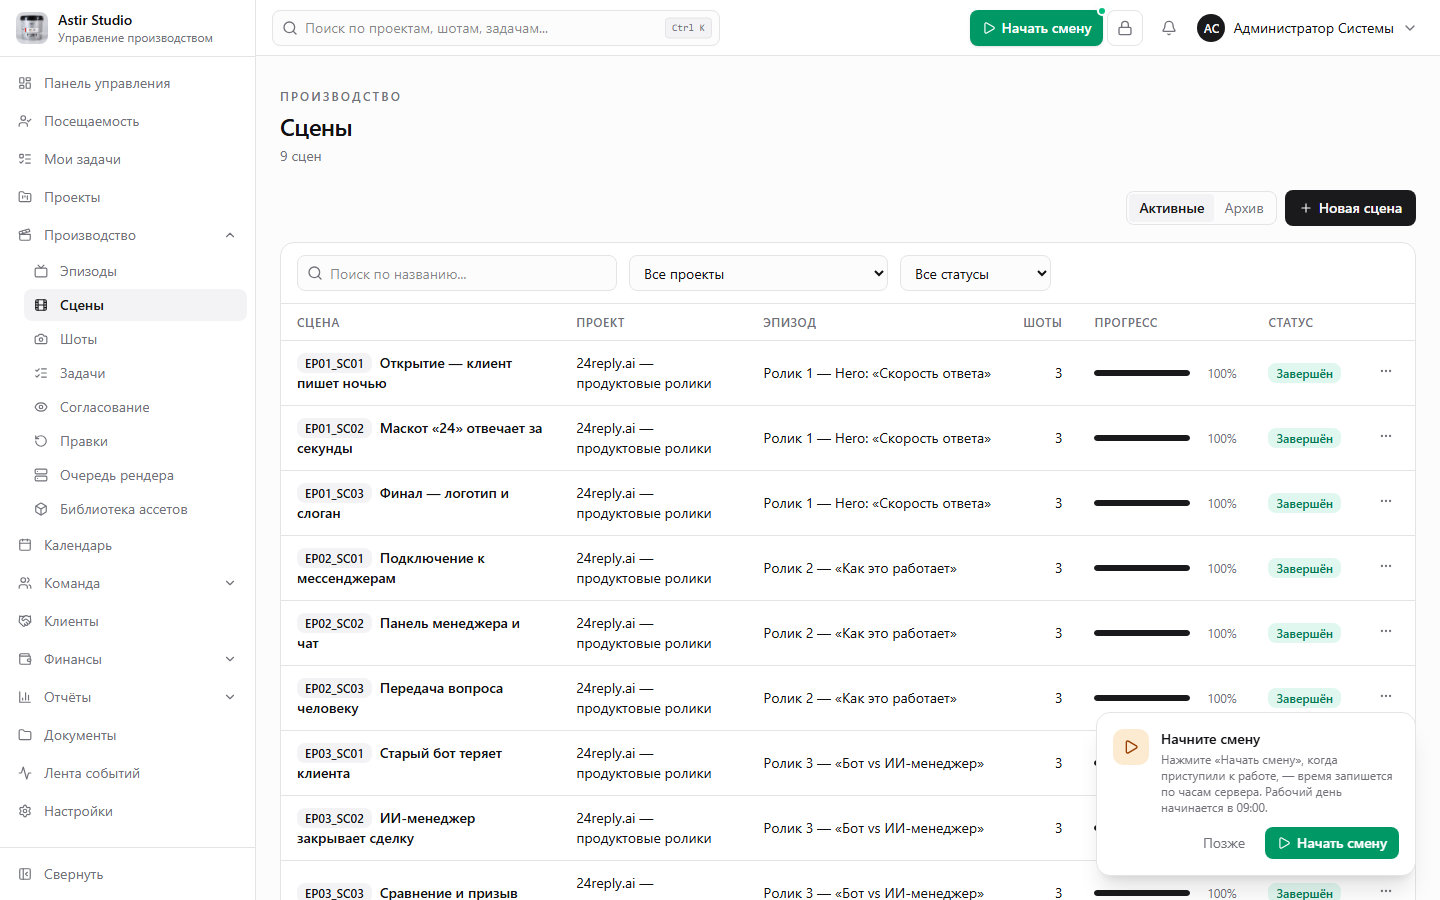 Astir Studio
Управление производством
Поиск по проектам, шотам, задачам...
Ctrl K
Начать смену
АС
Администратор Системы
Панель управления
Посещаемость
Мои задачи
Проекты
Производство
Эпизоды
Сцены
Шоты
Задачи
Согласование
Правки
Очередь рендера
Библиотека ассетов
Календарь
Команда
Клиенты
Финансы
Отчёты
Документы
Лента событий
Настройки
Свернуть
ПРОИЗВОДСТВО
Сцены
9 сцен
Активные
Архив
Новая сцена
Поиск по названию...
Все проекты
Все статусы
СЦЕНА ПРОЕКТ ЭПИЗОД ШОТЫ ПРОГРЕСС СТАТУС
EP01_SC01 Открытие — клиент пишет ночью
24reply.ai — продуктовые ролики
Ролик 1 — Hero: «Скорость ответа»
3
100%
Завершён
EP01_SC02 Маскот «24» отвечает за секунды
24reply.ai — продуктовые ролики
Ролик 1 — Hero: «Скорость ответа»
3
100%
Завершён
EP01_SC03 Финал — логотип и слоган
24reply.ai — продуктовые ролики
Ролик 1 — Hero: «Скорость ответа»
3
100%
Завершён
EP02_SC01 Подключение к мессенджерам
24reply.ai — продуктовые ролики
Ролик 2 — «Как это работает»
3
100%
Завершён
EP02_SC02 Панель менеджера и чат
24reply.ai — продуктовые ролики
Ролик 2 — «Как это работает»
3
100%
Завершён
EP02_SC03 Передача вопроса человеку
24reply.ai — продуктовые ролики
Ролик 2 — «Как это работает»
3
100%
Завершён
EP03_SC01 Старый бот теряет клиента
24reply.ai — продуктовые ролики
Ролик 3 — «Бот vs ИИ-менеджер»
3
EP03_SC02 ИИ-менеджер закрывает сделку
24reply.ai — продуктовые ролики
Ролик 3 — «Бот vs ИИ-менеджер»
3
EP03_SC03 Сравнение и призыв
24reply.ai —
Ролик 3 — «Бот vs ИИ-менеджер»
3
100%
Завершён
Начните смену
Нажмите «Начать смену», когда
приступили к работе, — время запишется
по часам сервера. Рабочий день
начинается в 09:00.
Позже
Начать смену